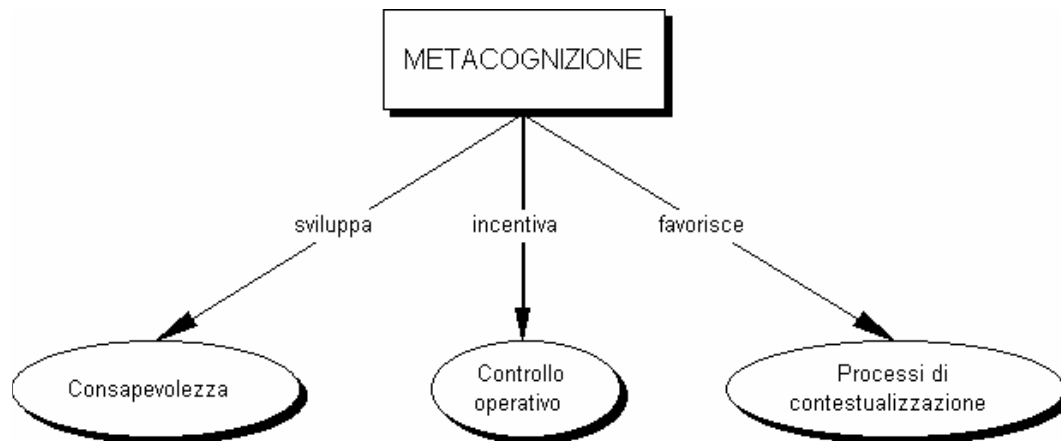 METACOGNIZIONE
sviluppa
incentiva
favorisce
Consapevolezza
Controllo
operativo
Processi di
contestualizzazione